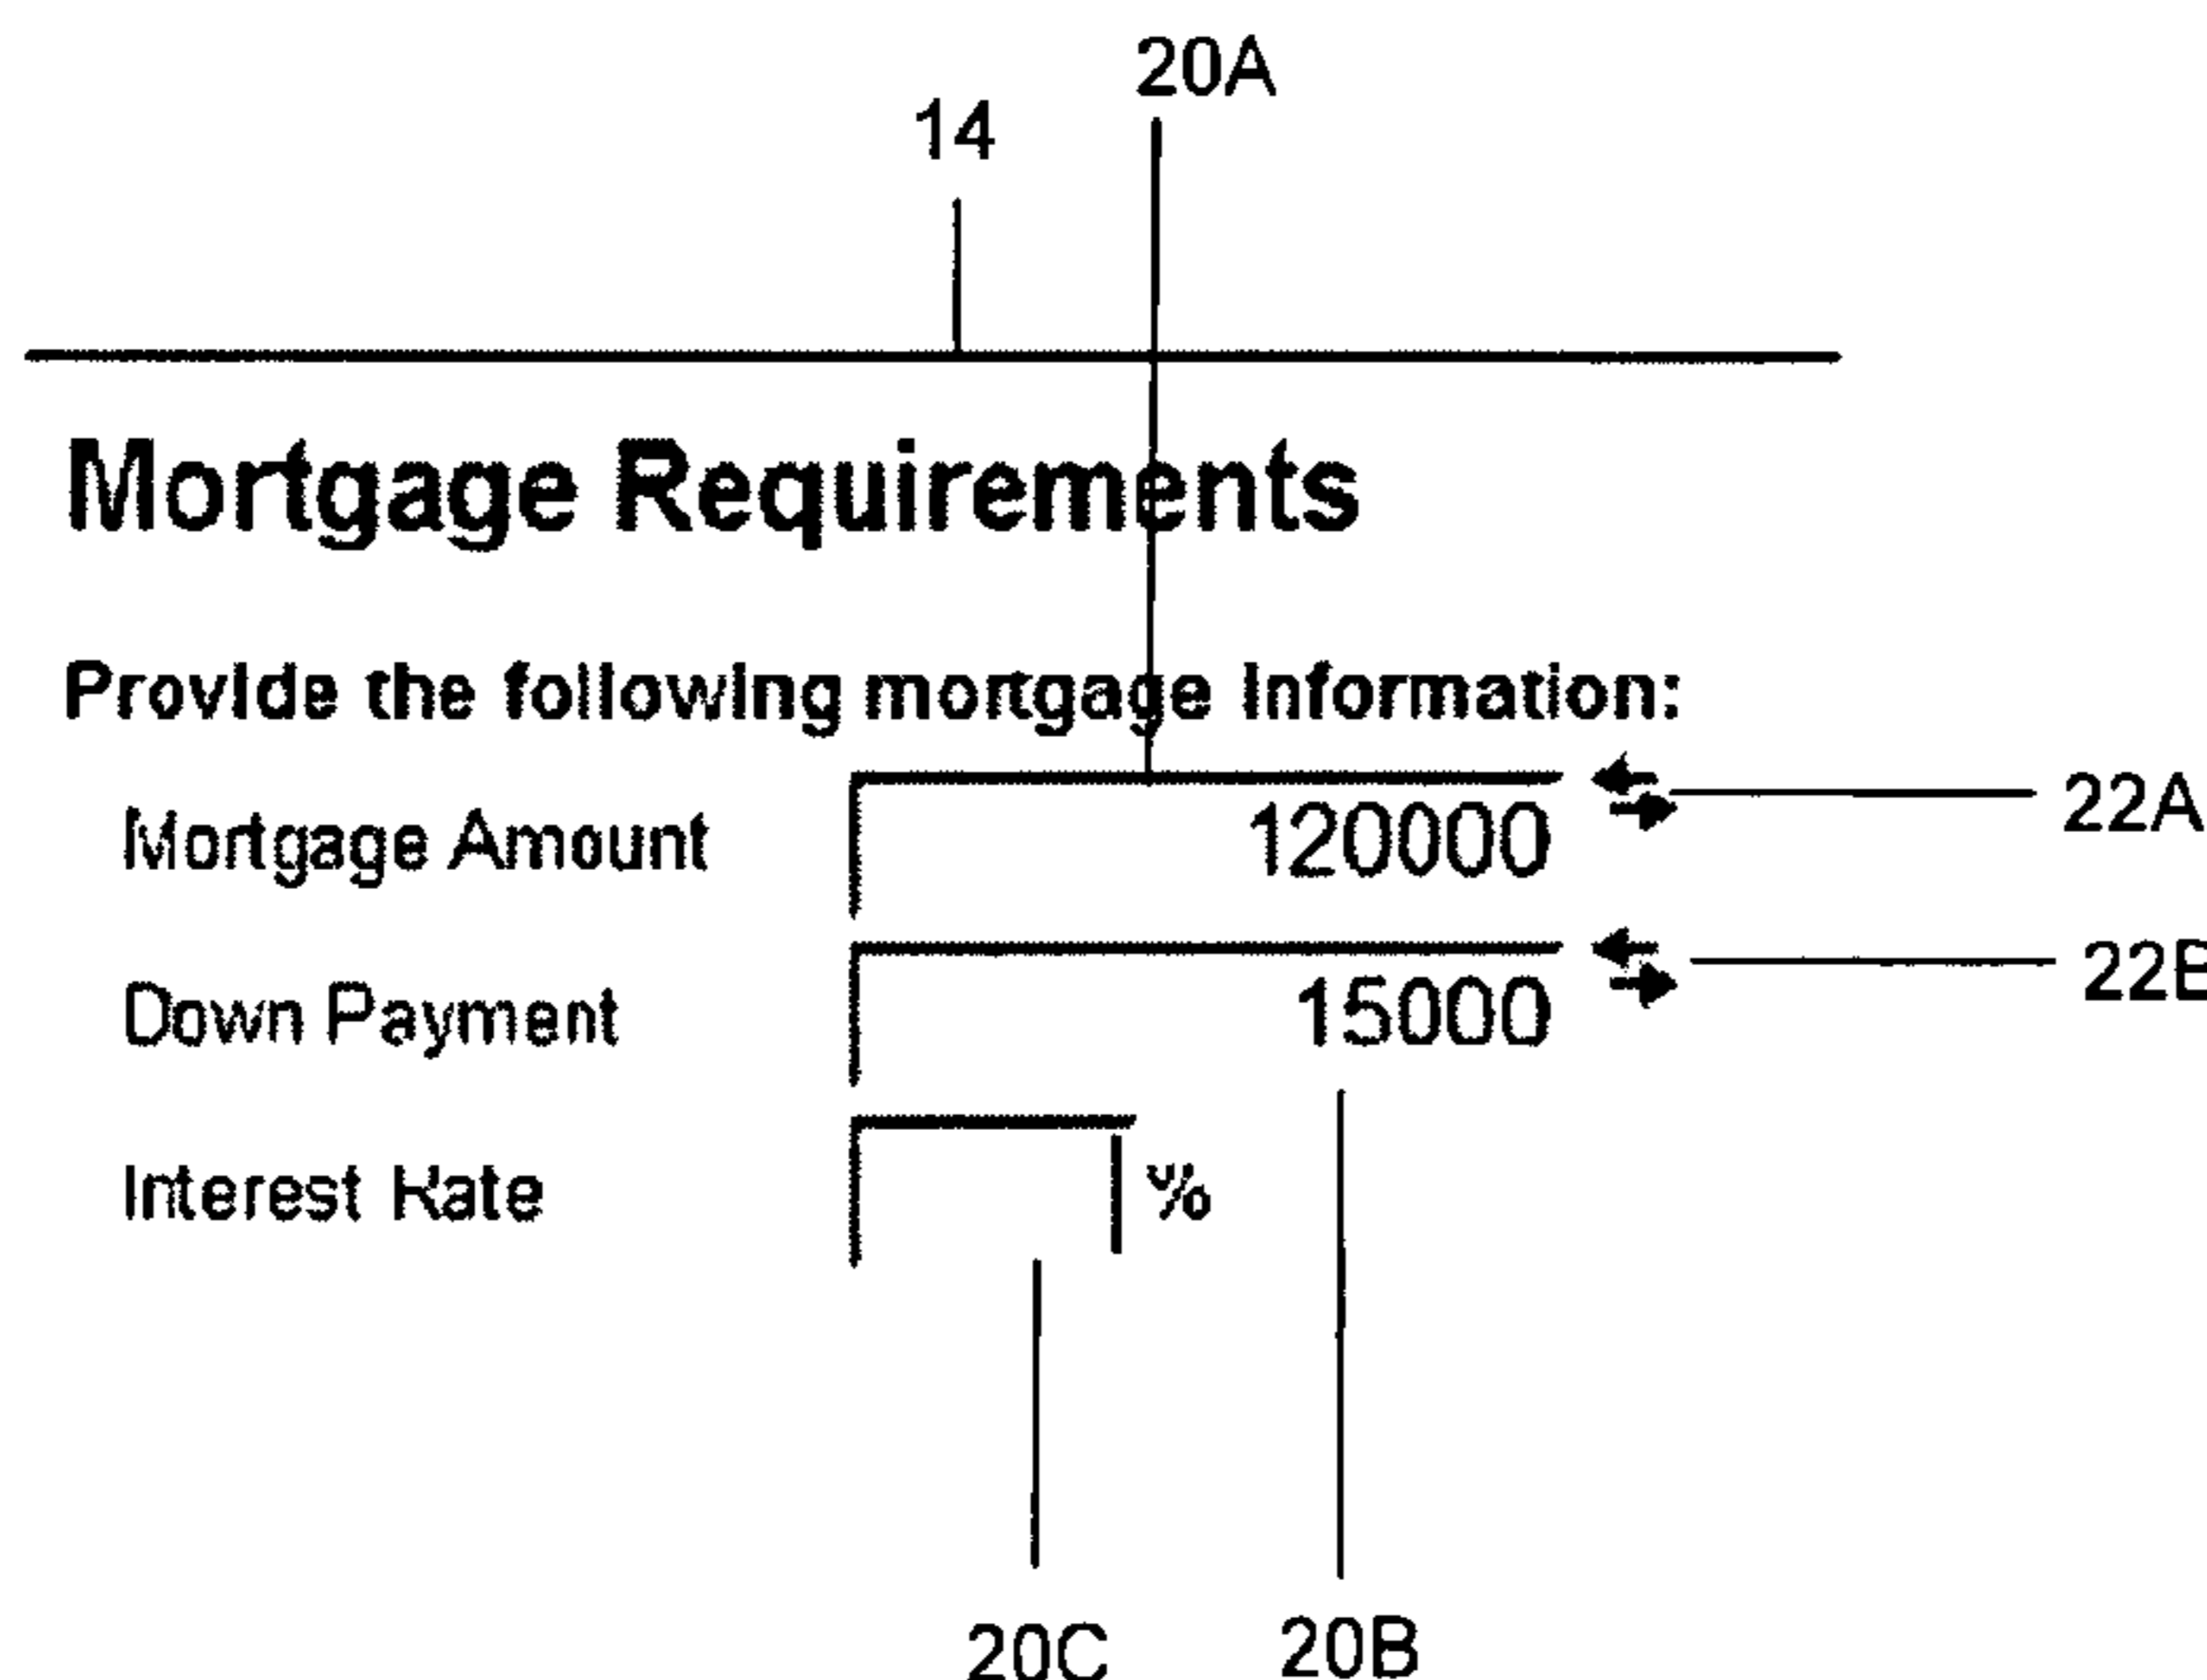 20A
14
Mortgage Requirements
Provide the following mortgage Information:
Mortgage Amount 120000 22A
Down Payment 15000 22B
Interest Rate %
20C 20B